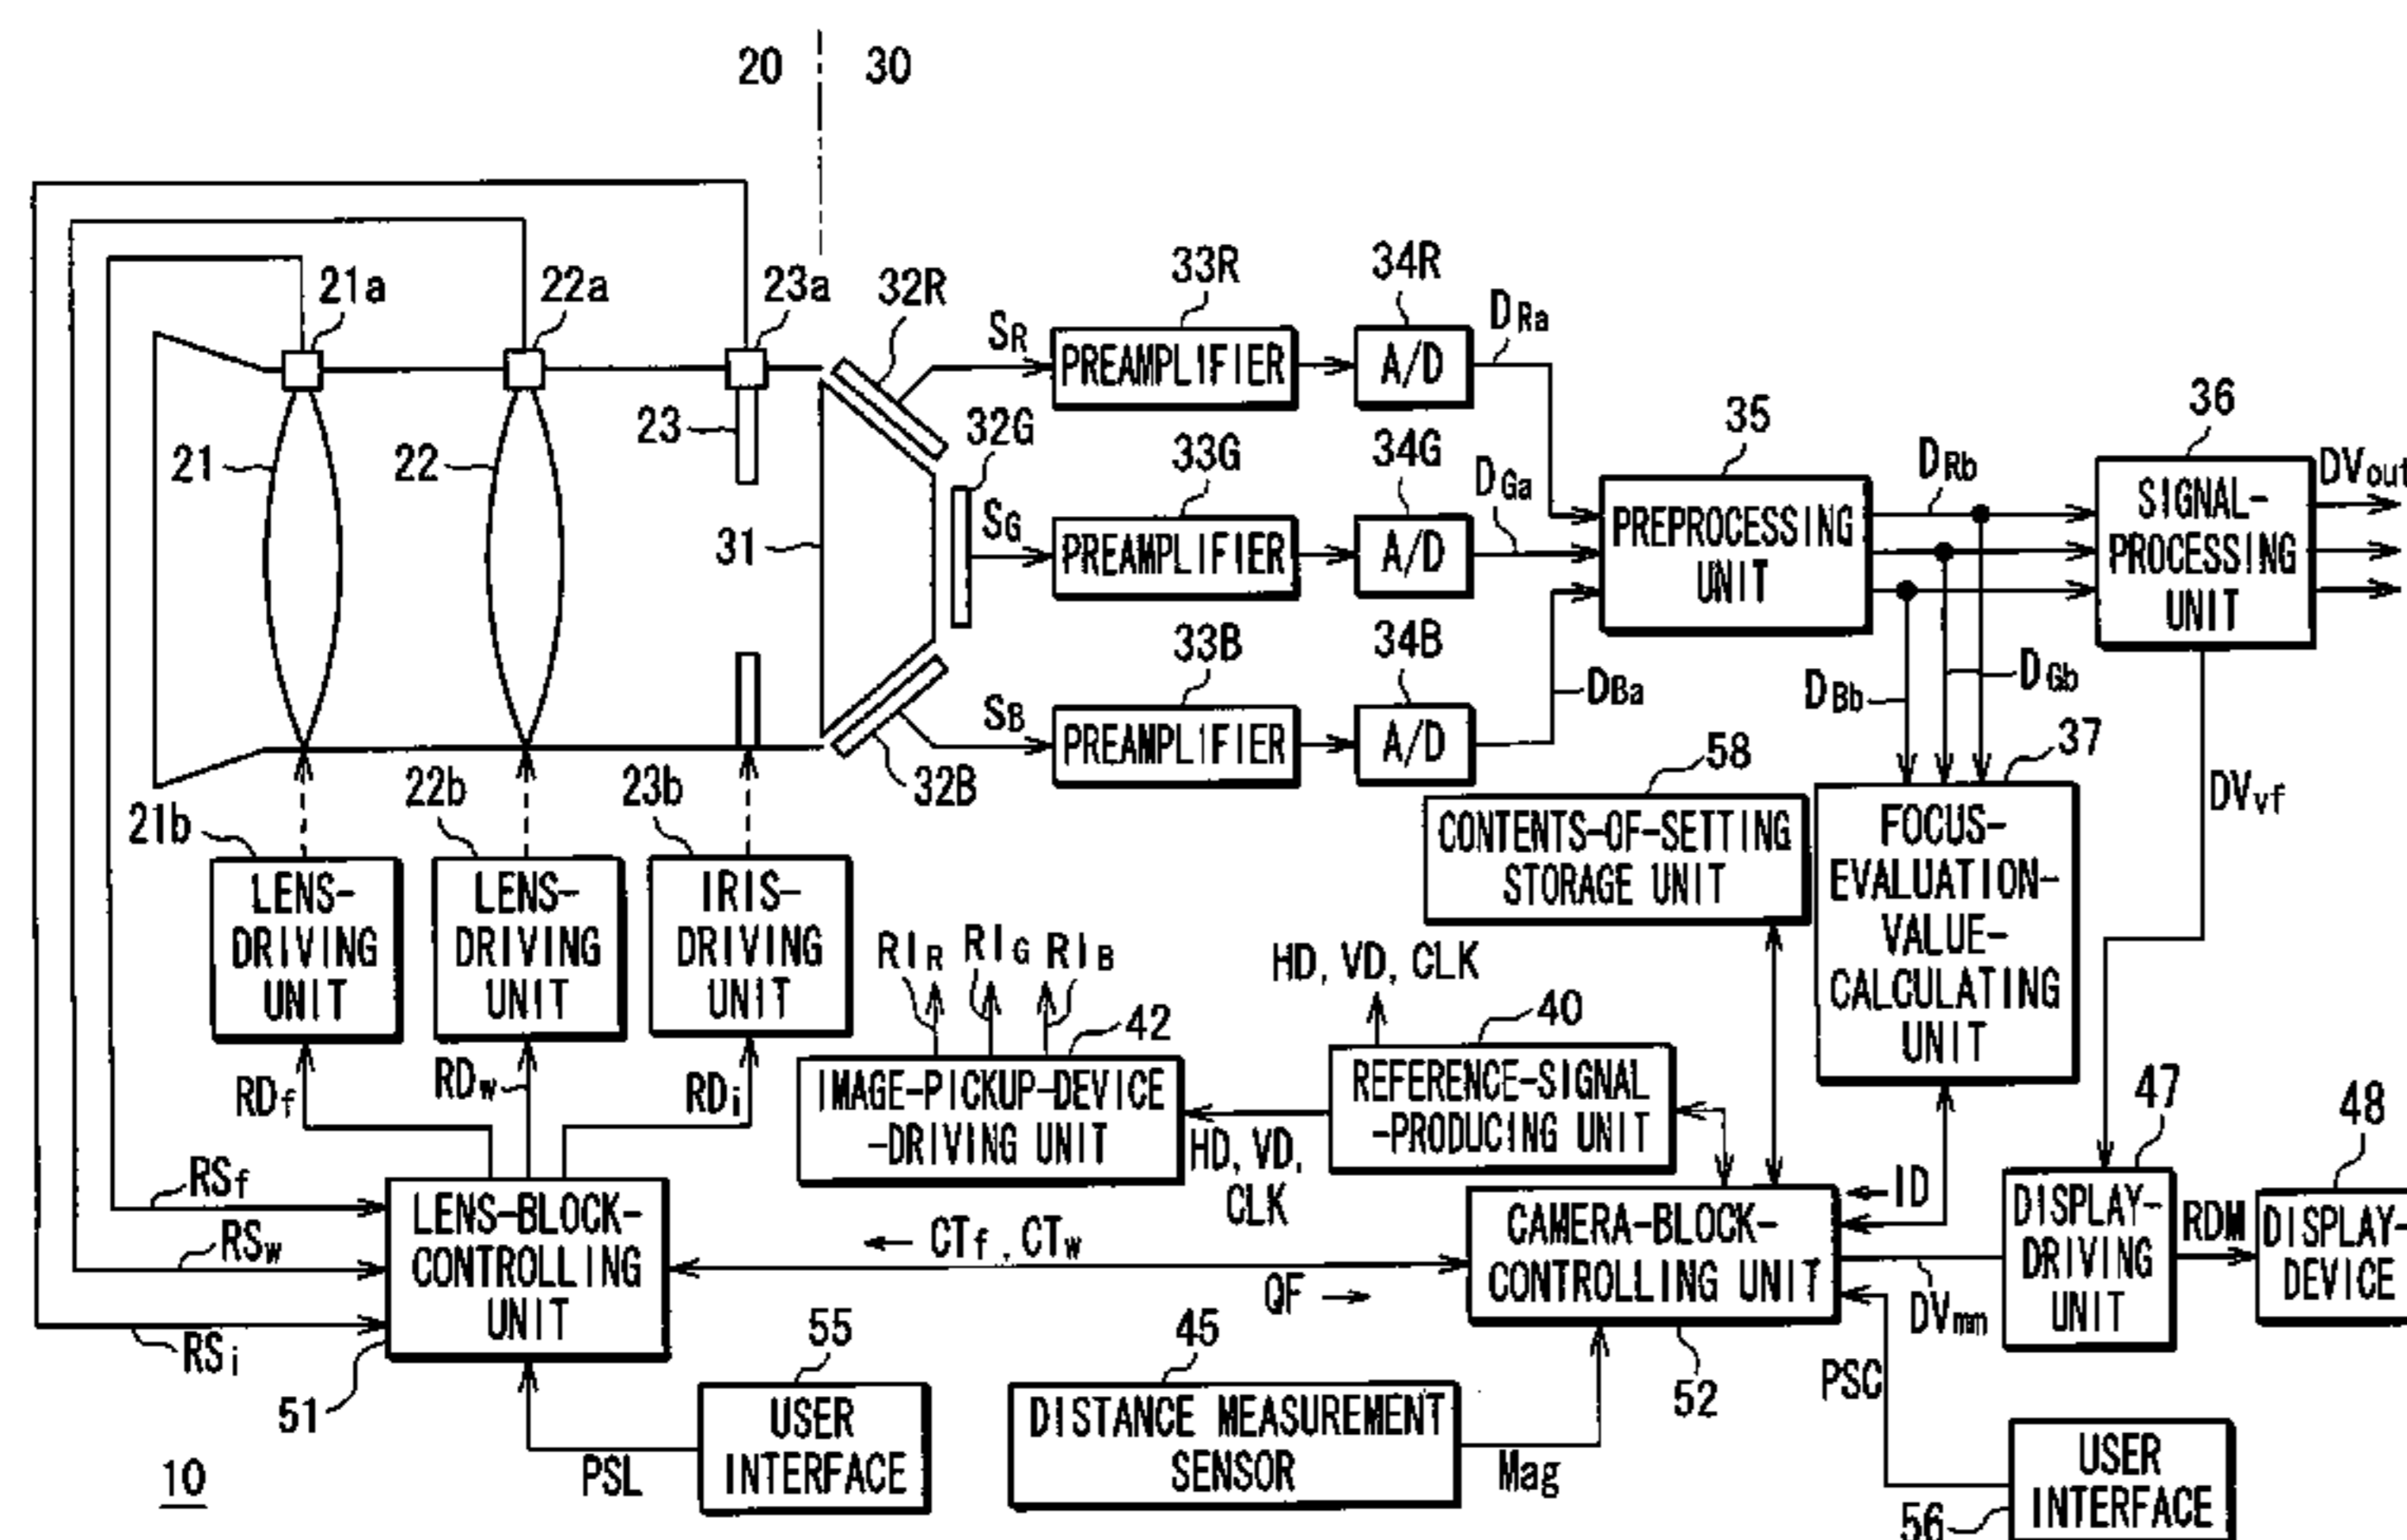 20 30
21a 22a 23a 32R 33R 34R DRa
SR PREAMPLIFIER A/D
21 22 23 32G 33G 34G DGa 35 DRb 36 DVout
31 SG PREAMPLIFIER A/D
PREPROCESSING
UNIT
SIGNAL-
PROCESSING
UNIT
33B 34B DBa DBb DGb
SB PREAMPLIFIER A/D
32B 58 37 DVvf
21b 22b 23b
LENS-
DRIVING
UNIT
LENS-
DRIVING
UNIT
IRIS-
DRIVING
UNIT
CONTENTS-OF-SETTING
STORAGE UNIT
FOCUS-
EVALUATION-
VALUE-
CALCULATING
UNIT
RIR RIG RIB 42
HD, VD, CLK 40
RDf RDw RDi
IMAGE-PICKUP-DEVICE
-DRIVING UNIT
HD, VD,
CLK
REFERENCE-SIGNAL
-PRODUCING UNIT
47 48
RSf
RSw
RSi
LENS-BLOCK-
CONTROLLING
UNIT
51
CTf, CTw
QF
CAMERA-BLOCK-
CONTROLLING UNIT
52
ID
DVmm
DISPLAY-
DRIVING
UNIT
RDM
DISPLAY-
DEVICE
PSL
55
USER
INTERFACE
45
DISTANCE MEASUREMENT
SENSOR
Mag
PSC
USER
INTERFACE
56
10